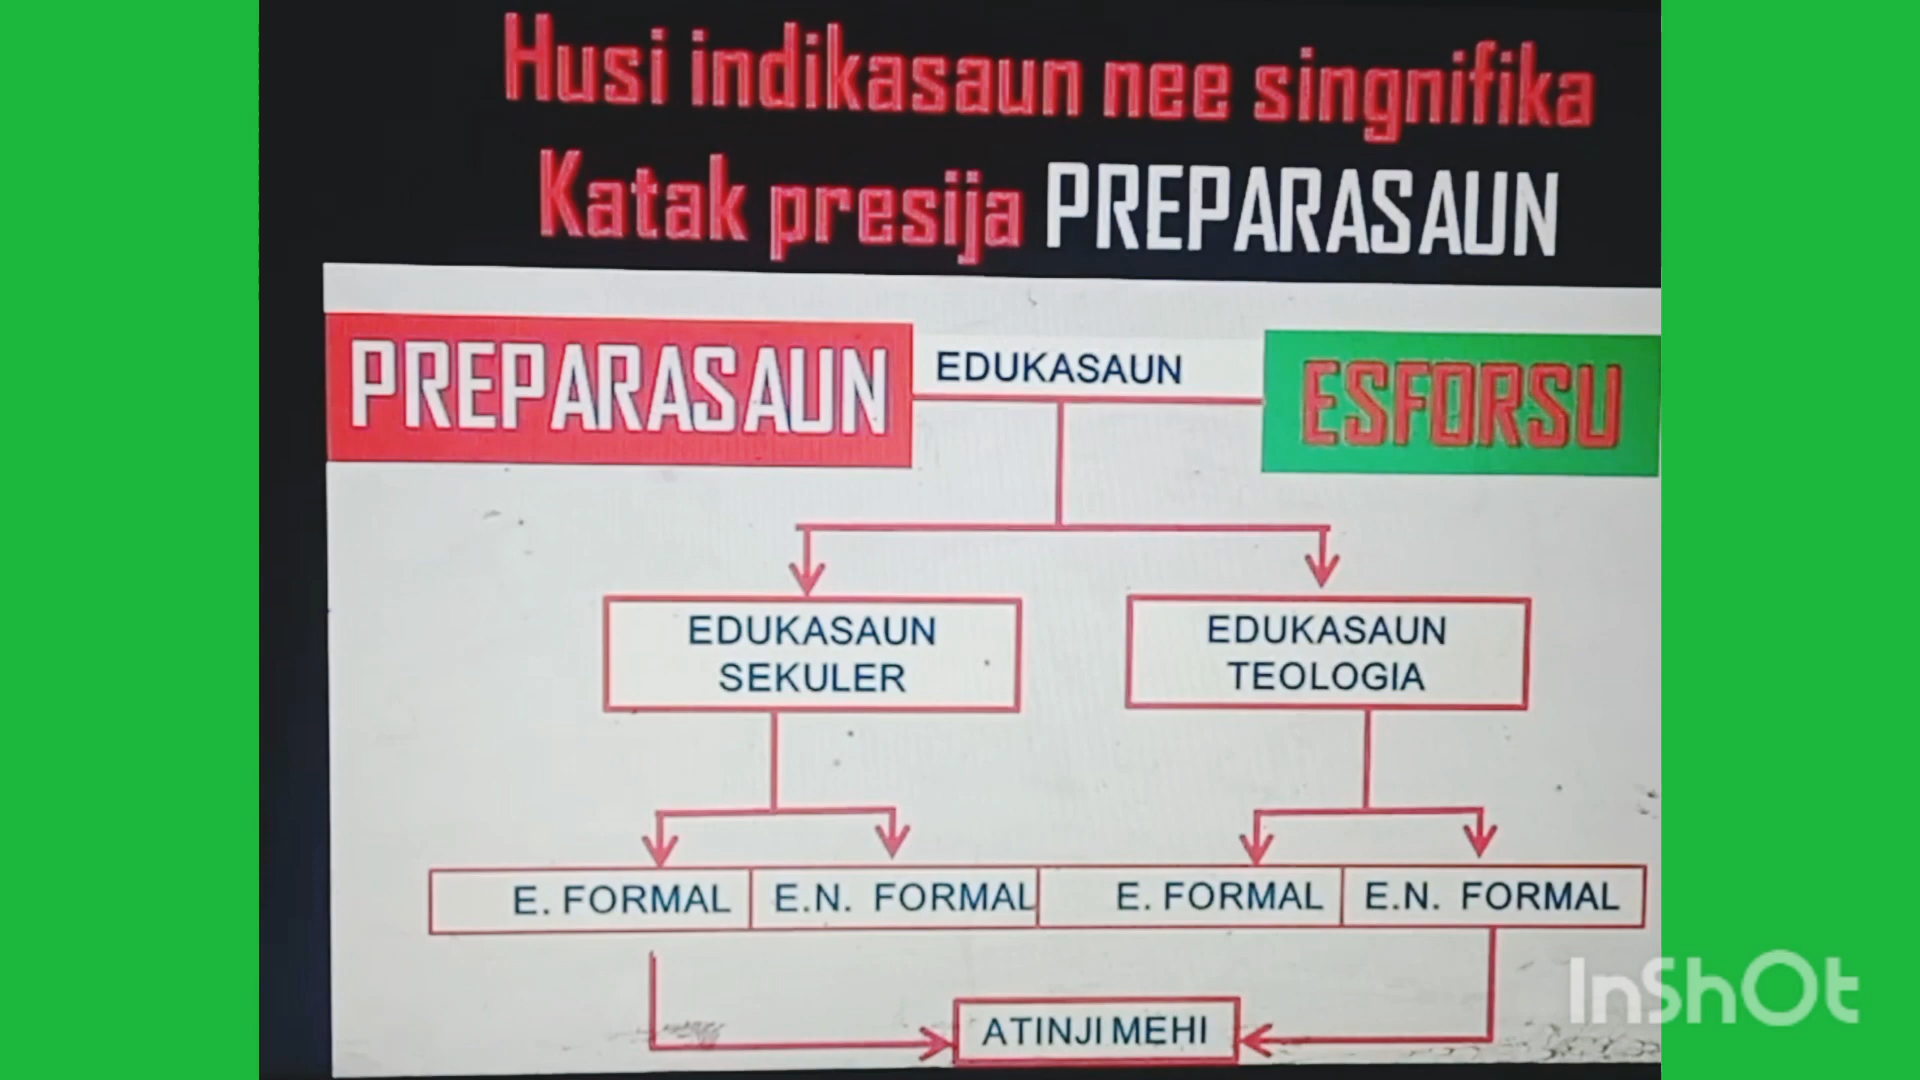 Husi indikasaun nee singnifika
Katak presija PREPARASAUN
PREPARASAUN
EDUKASAUN
ESFORSU
EDUKASAUN
SEKULER
EDUKASAUN
TEOLOGIA
E. FORMAL
E.N. FORMAL
E. FORMAL
E.N. FORMAL
ATINJI MEHI
InShOt